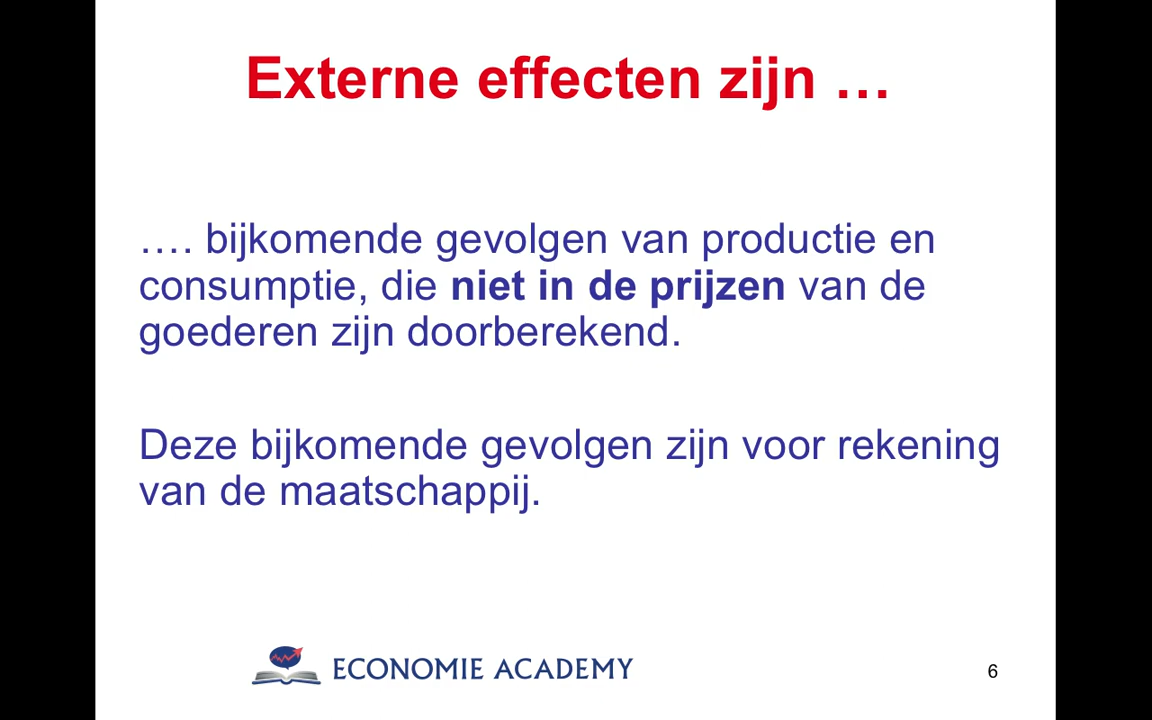 Externe effecten zijn …
…. bijkomende gevolgen van productie en
consumptie, die niet in de prijzen van de
goederen zijn doorberekend.
Deze bijkomende gevolgen zijn voor rekening
van de maatschappij.
ECONOMIE ACADEMY
6